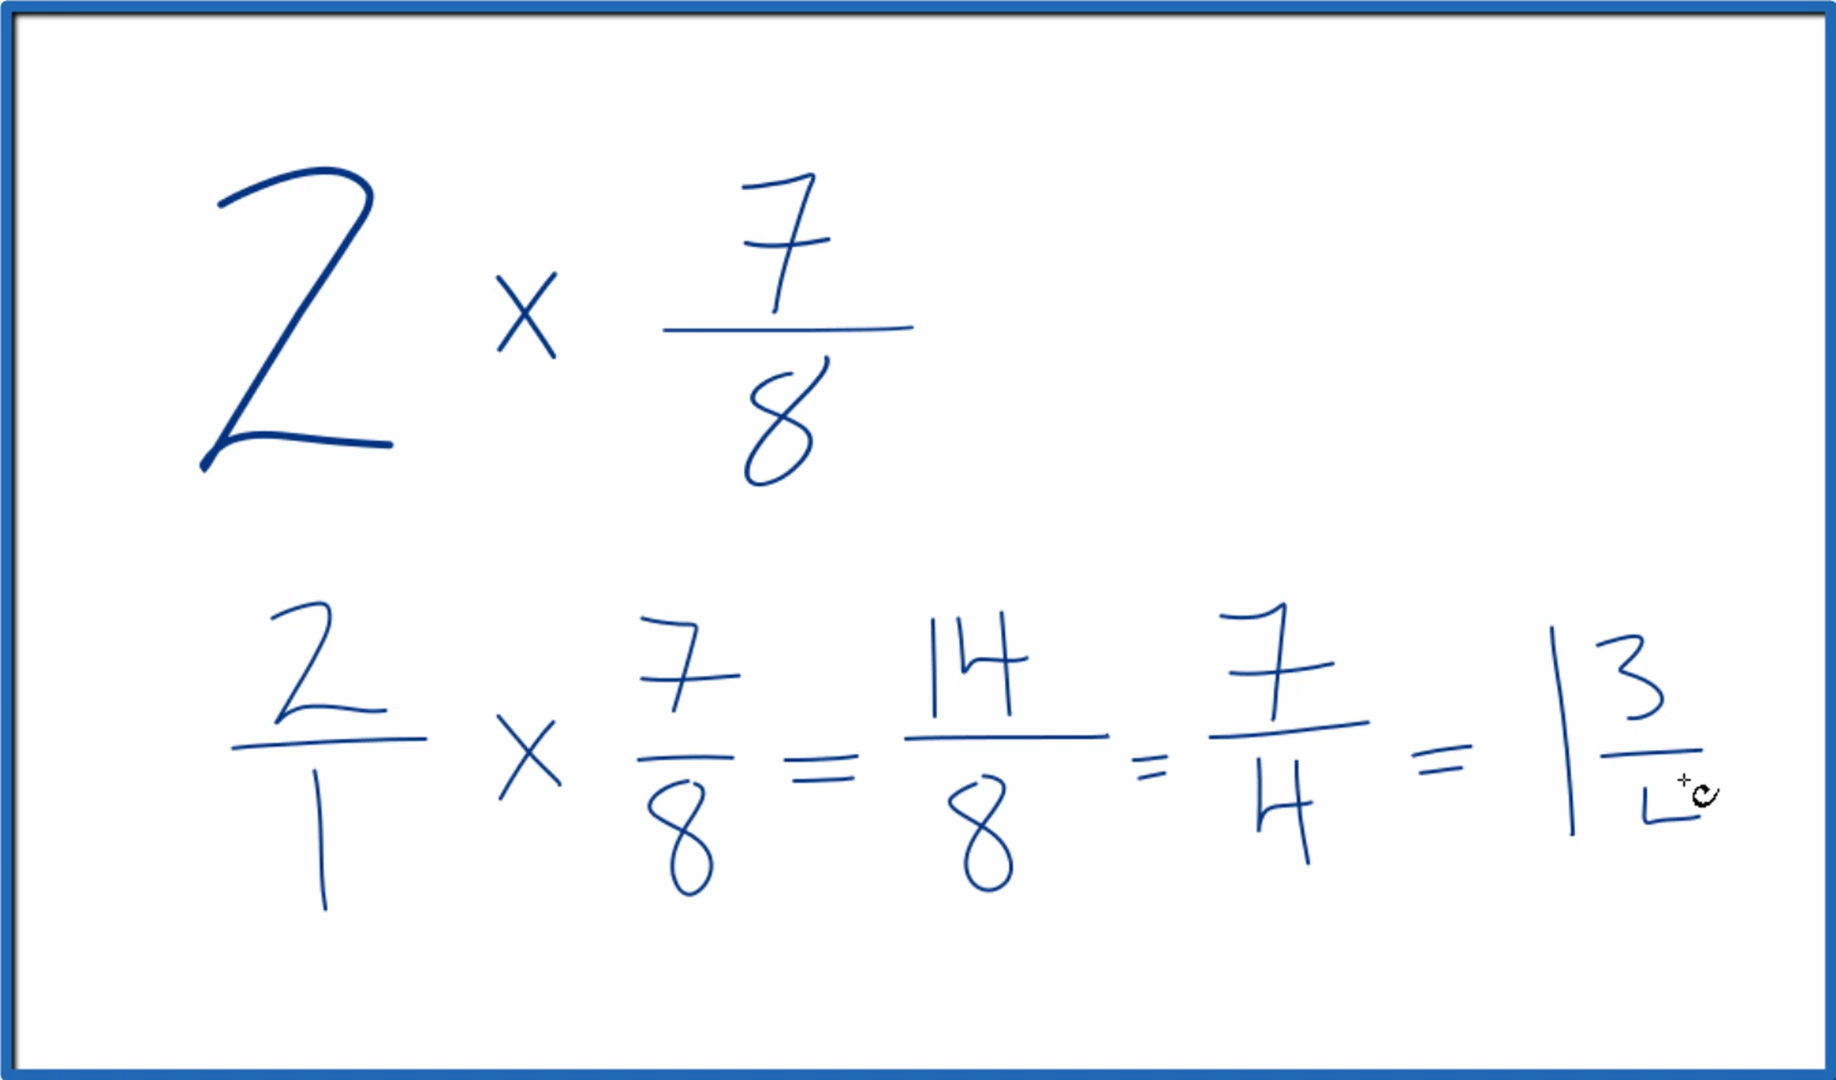 2 × 7/8
2/1 × 7/8 = 14/8 = 7/4 = 1 3/